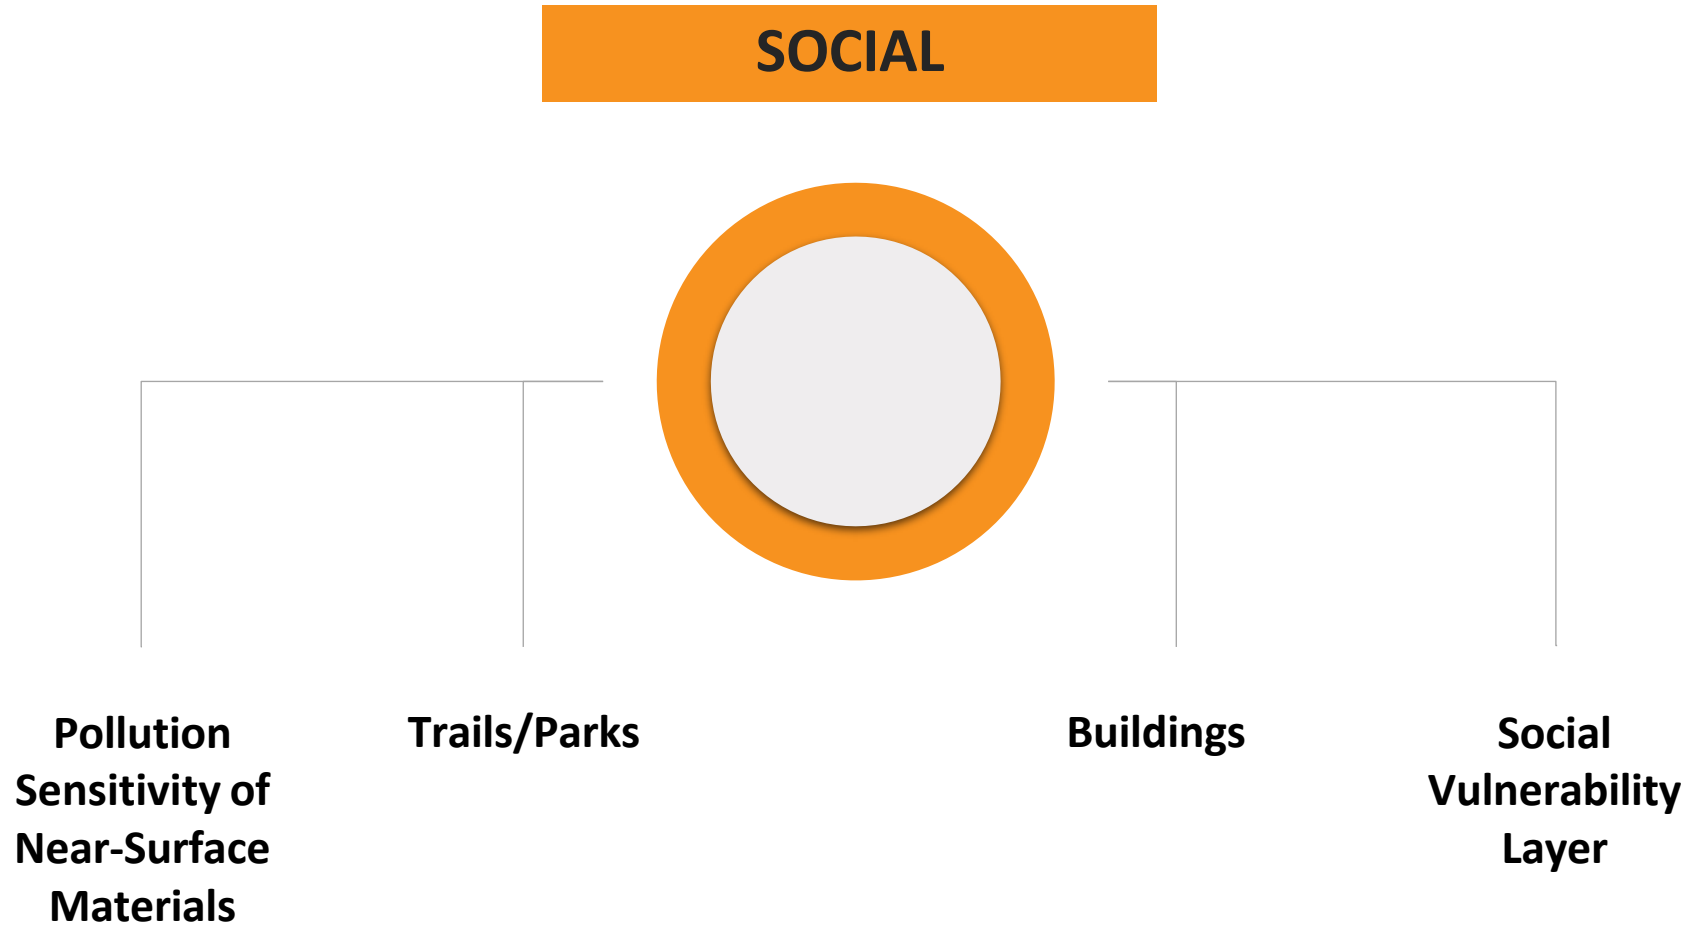 SOCIAL
Pollution
Sensitivity of
Near-Surface
Materials
Trails/Parks
Buildings
Social
Vulnerability
Layer